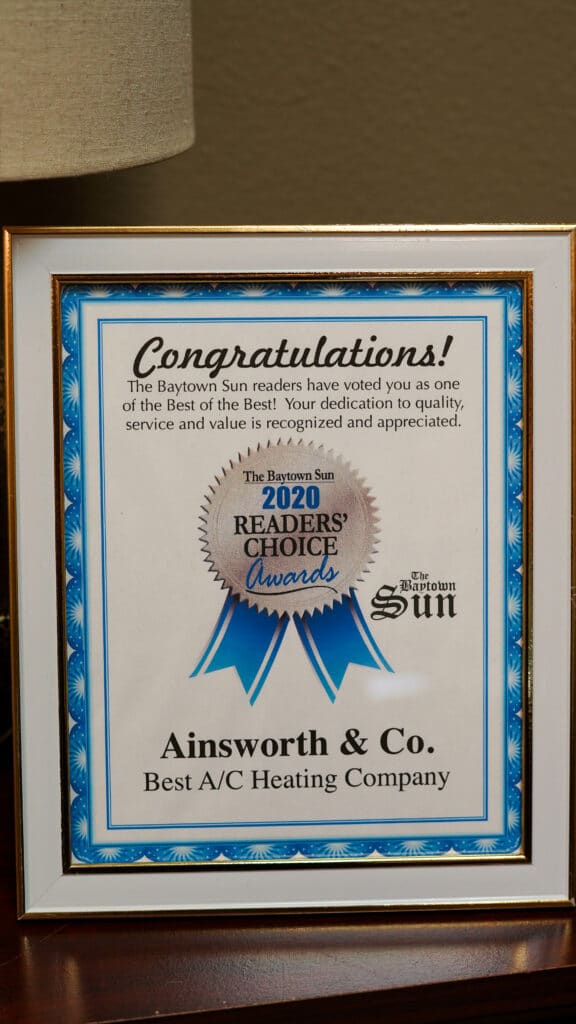 Congratulations!
The Baytown Sun readers have voted you as one
of the Best of the Best! Your dedication to quality,
service and value is recognized and appreciated.
The Baytown Sun
2020
READERS'
CHOICE
Awards
The
Baytown
Sun
Ainsworth & Co.
Best A/C Heating Company